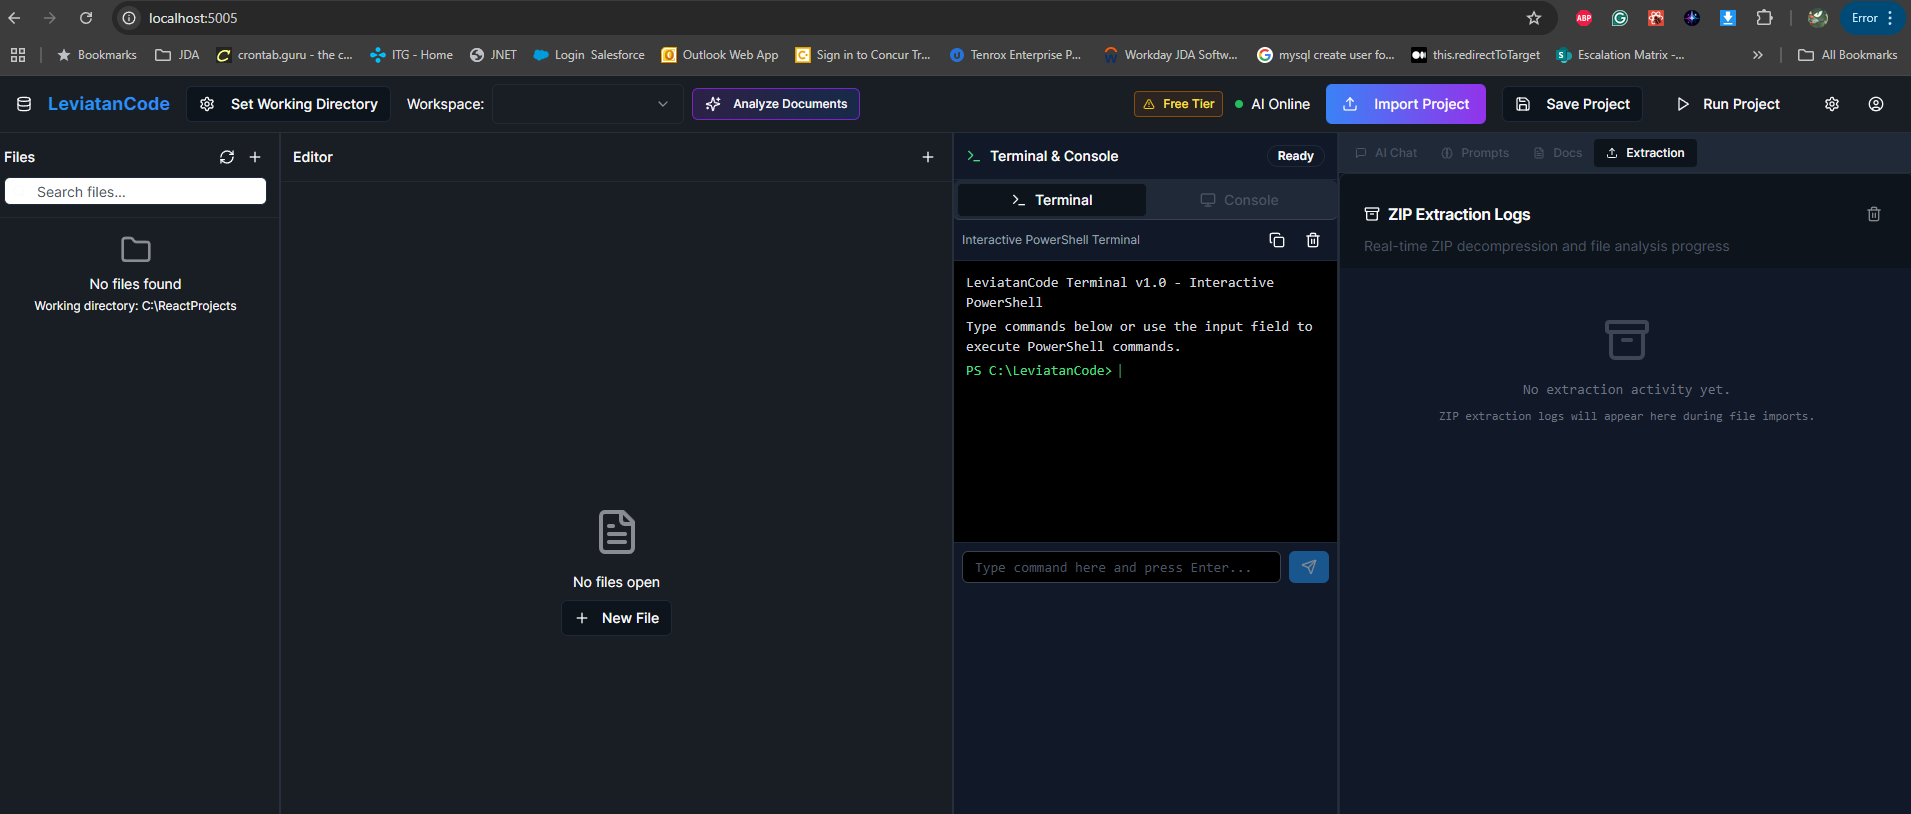 localhost:5005
ABP
Error
Bookmarks
JDA
crontab.guru - the c...
ITG - Home
JNET
Login Salesforce
Outlook Web App
Sign in to Concur Tr...
Tenrox Enterprise P...
Workday JDA Softw...
mysql create user fo...
this.redirectToTarget
Escalation Matrix -...
All Bookmarks
LeviatanCode
Set Working Directory
Workspace:
Analyze Documents
Free Tier
AI Online
Import Project
Save Project
Run Project
Files
Search files...
No files found
Working directory: C:\ReactProjects
Editor
No files open
New File
Terminal & Console
Ready
Terminal
Console
Interactive PowerShell Terminal
LeviatanCode Terminal v1.0 - Interactive
PowerShell
Type commands below or use the input field to
execute PowerShell commands.
PS C:\LeviatanCode>
Type command here and press Enter...
AI Chat
Prompts
Docs
Extraction
ZIP Extraction Logs
Real-time ZIP decompression and file analysis progress
No extraction activity yet.
ZIP extraction logs will appear here during file imports.